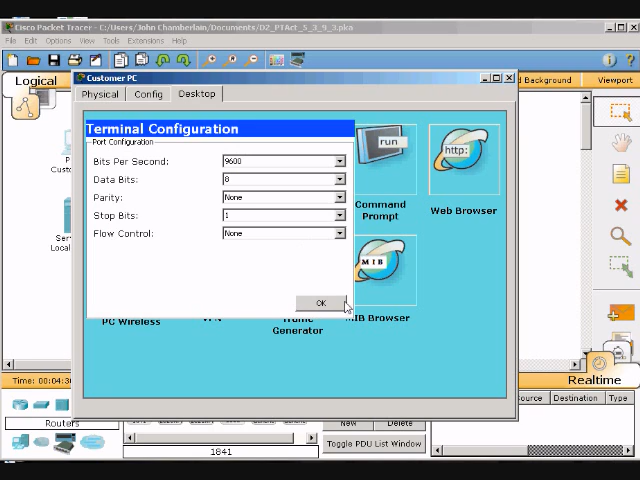 Cisco Packet Tracer - C:/Users/John Chamberlain/Documents/D2_PTAct_5_3_9_3.pko
File Edit Options View Tools Extensions Help
Logical
Background
Viewport
Customer PC
Physical Config Desktop
Terminal Configuration
Port Configuration
Bits Per Second: 9600
Data Bits: 8
Parity: None
Stop Bits: 1
Flow Control: None
OK
run
http:
Command
Prompt
Web Browser
MIB
PC Wireless
VPN
Traffic
Generator
MIB Browser
Time: 00:04:3
Realtime
Routers
1841
New Delete
Toggle PDU List Window
Source Destination Type